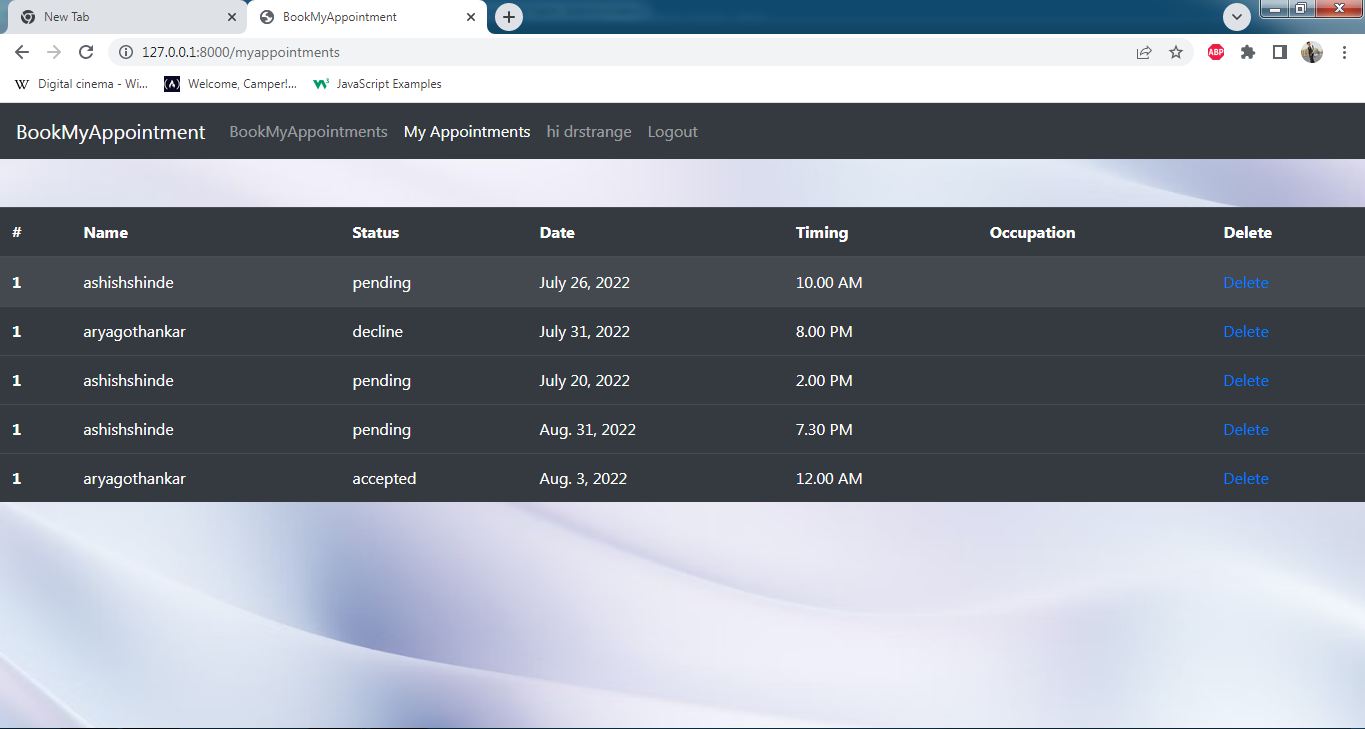 New Tab
BookMyAppointment
127.0.0.1:8000/myappointments
ABP
W Digital cinema - Wi... (A) Welcome, Camper!... W3 JavaScript Examples
BookMyAppointment BookMyAppointments My Appointments hi drstrange Logout
# Name Status Date Timing Occupation Delete
1 ashishshinde pending July 26, 2022 10.00 AM Delete
1 aryagothankar decline July 31, 2022 8.00 PM Delete
1 ashishshinde pending July 20, 2022 2.00 PM Delete
1 ashishshinde pending Aug. 31, 2022 7.30 PM Delete
1 aryagothankar accepted Aug. 3, 2022 12.00 AM Delete